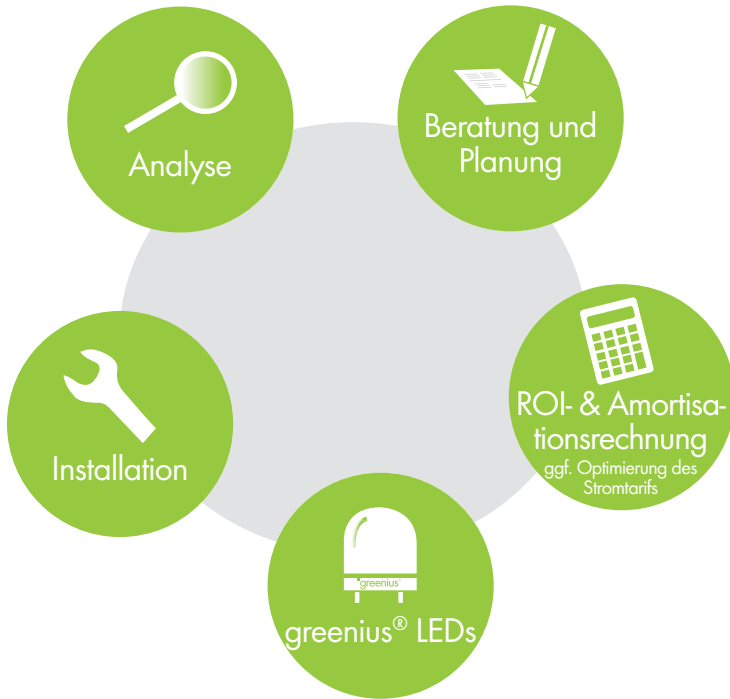 Analyse
Beratung und
Planung
ROI- & Amortisa-
tionsrechnung
ggf. Optimierung des
Stromtarifs
greenius
greenius® LEDs
Installation